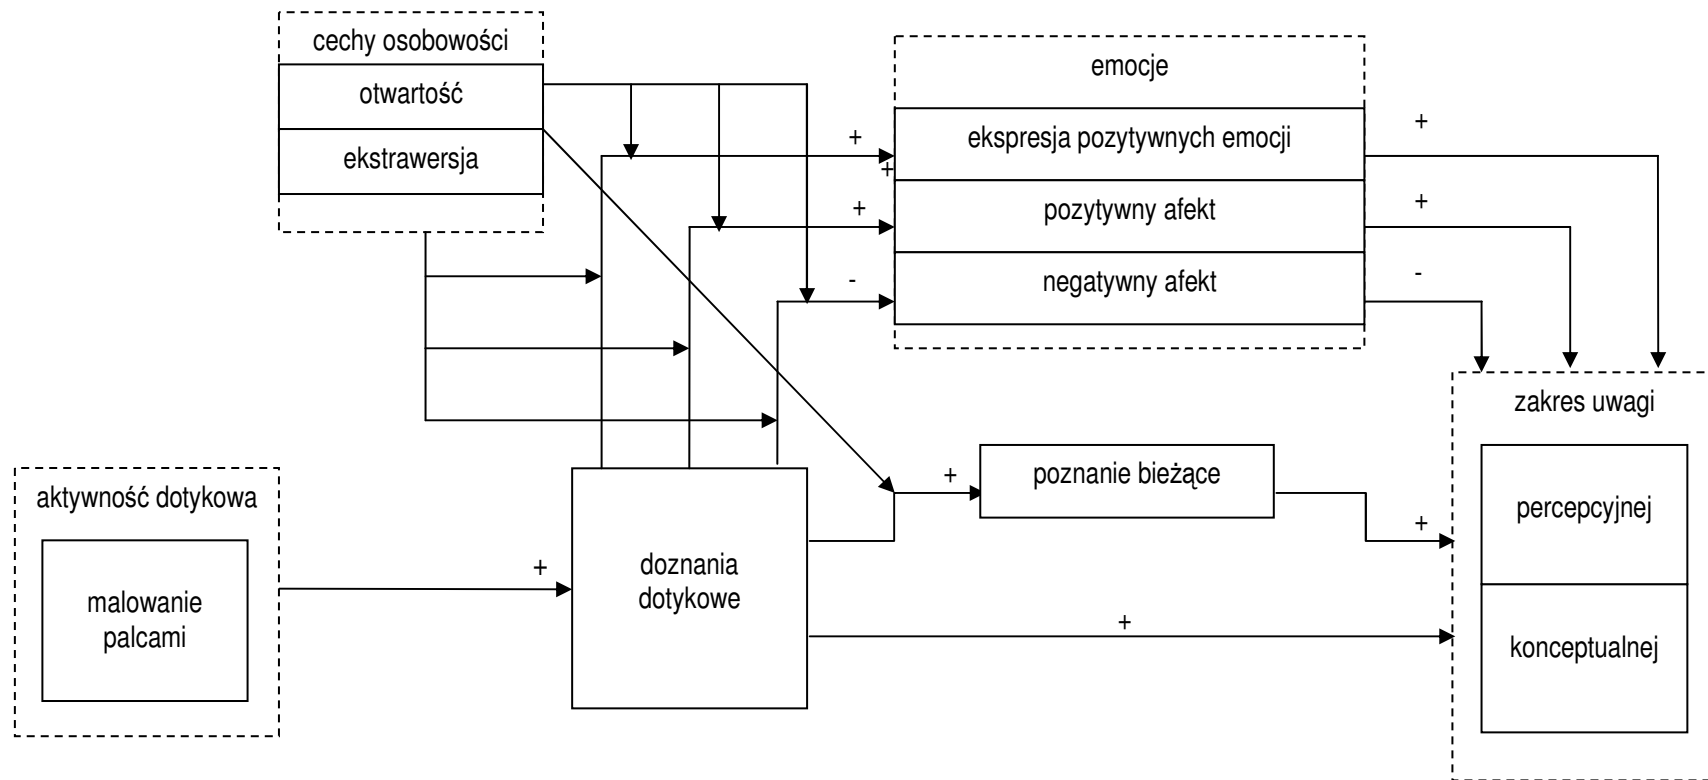 cechy osobowości
otwartość
ekstrawersja
emocje
ekspresja pozytywnych emocji
pozytywny afekt
negatywny afekt
+
+
+
-
+
+
-
zakres uwagi
percepcyjnej
konceptualnej
poznanie bieżące
+
+
aktywność dotykowa
malowanie
palcami
+
doznania
dotykowe
+